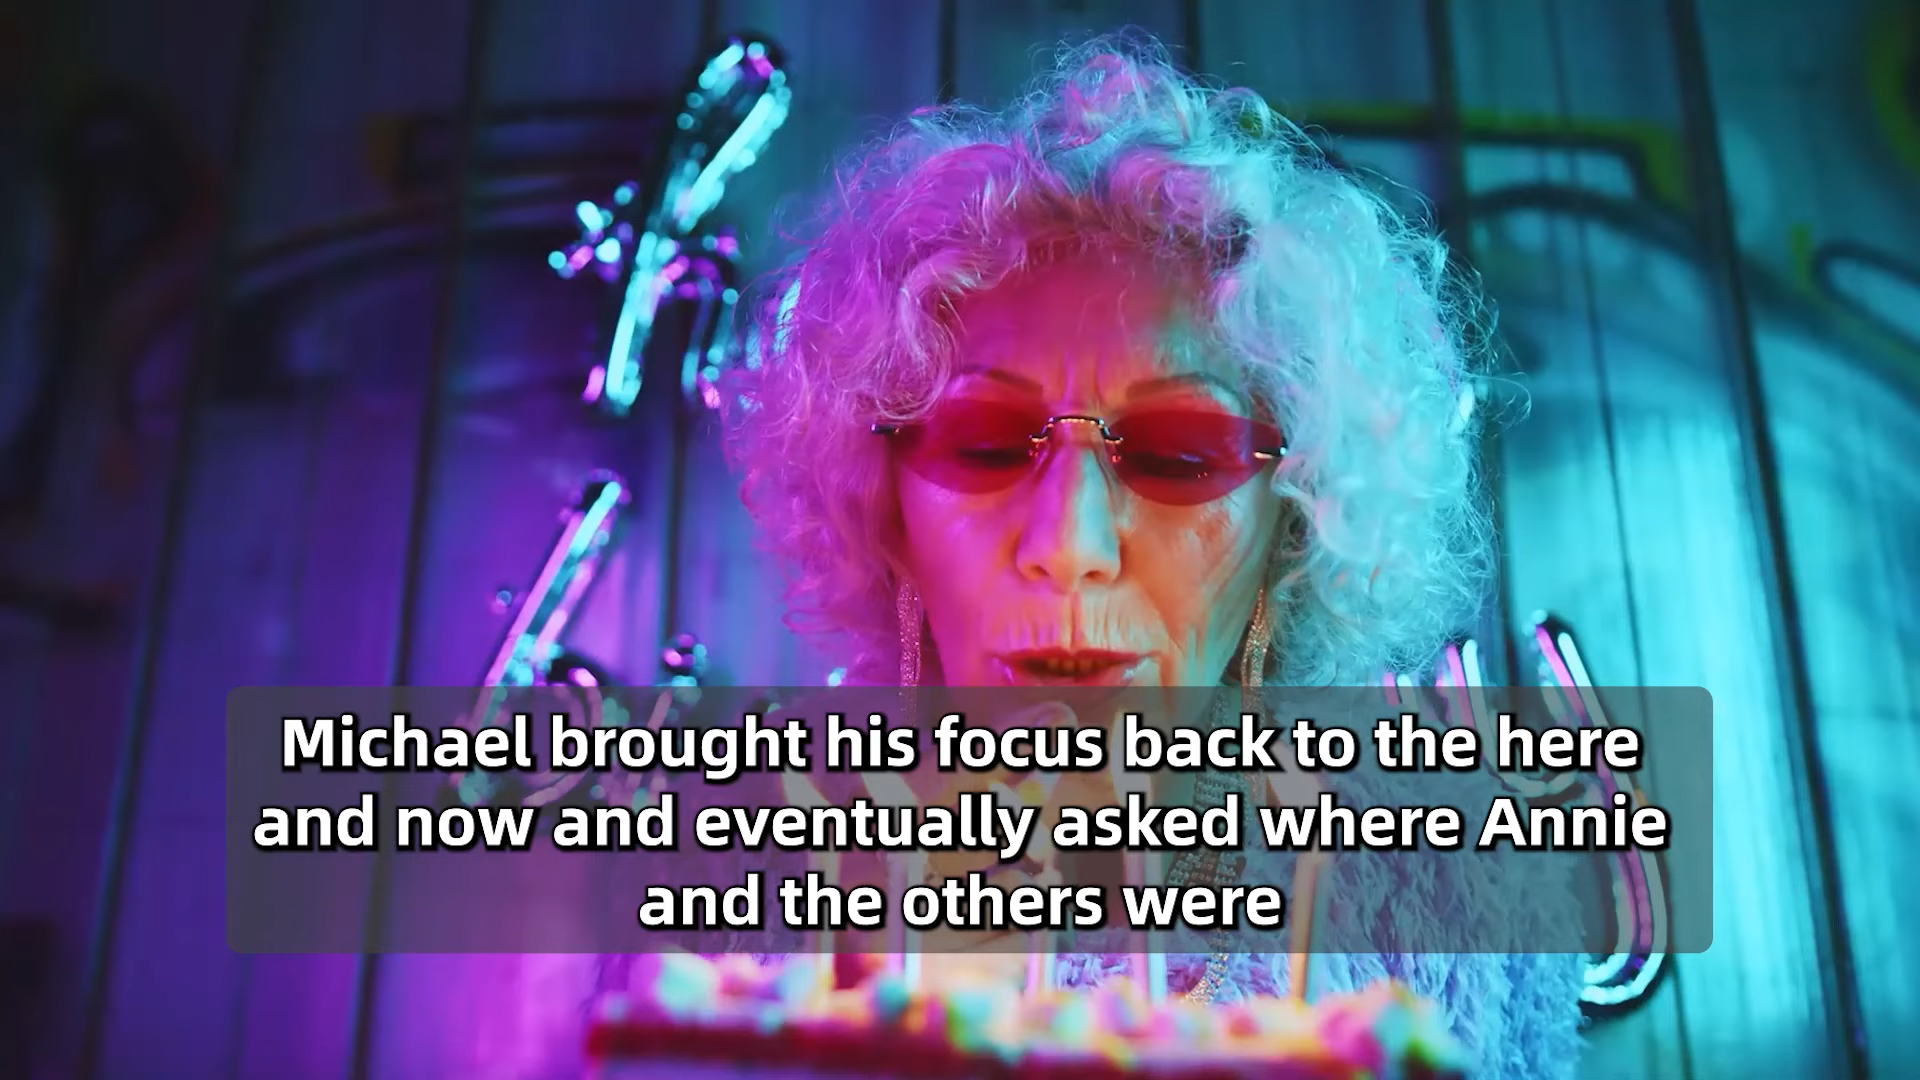 Michael brought his focus back to the here
and now and eventually asked where Annie
and the others were